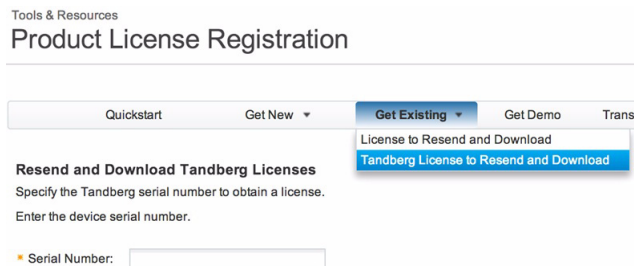 Tools & Resources
Product License Registration
Quickstart Get New Get Existing Get Demo Trans
License to Resend and Download
Tandberg License to Resend and Download
Resend and Download Tandberg Licenses
Specify the Tandberg serial number to obtain a license.
Enter the device serial number.
Serial Number: